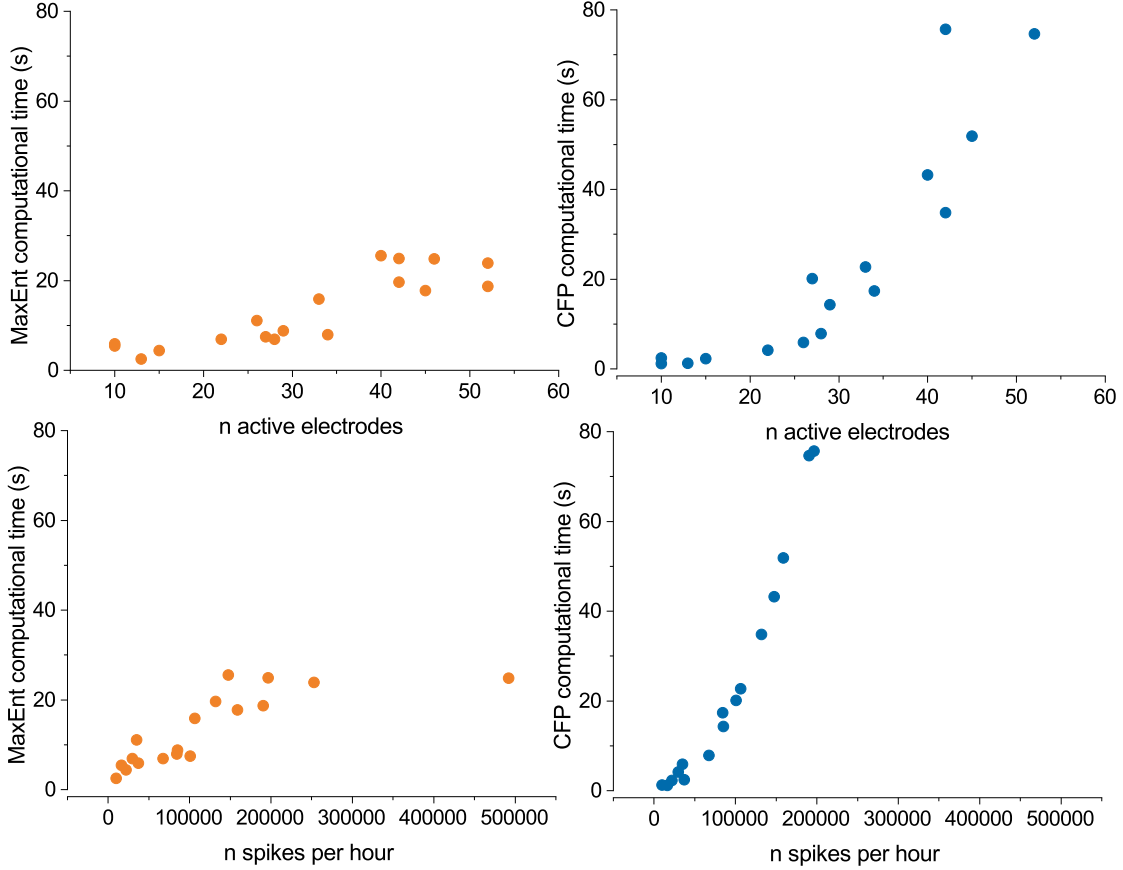 MaxEnt computational time (s)
80
60
40
20
0
10 20 30 40 50 60
n active electrodes
CFP computational time (s)
80
60
40
20
0
10 20 30 40 50 60
n active electrodes
MaxEnt computational time (s)
80
60
40
20
0
0 100000 200000 300000 400000 500000
n spikes per hour
CFP computational time (s)
80
60
40
20
0
0 100000 200000 300000 400000 500000
n spikes per hour